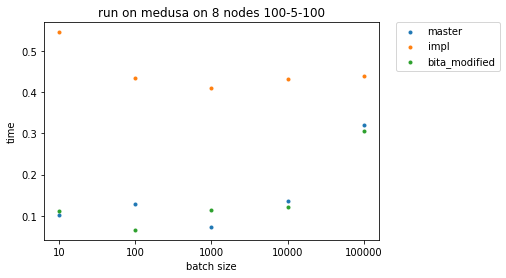 run on medusa on 8 nodes 100-5-100
master
impl
bita_modified
time
0.5
0.4
0.3
0.2
0.1
10 100 1000 10000 100000
batch size